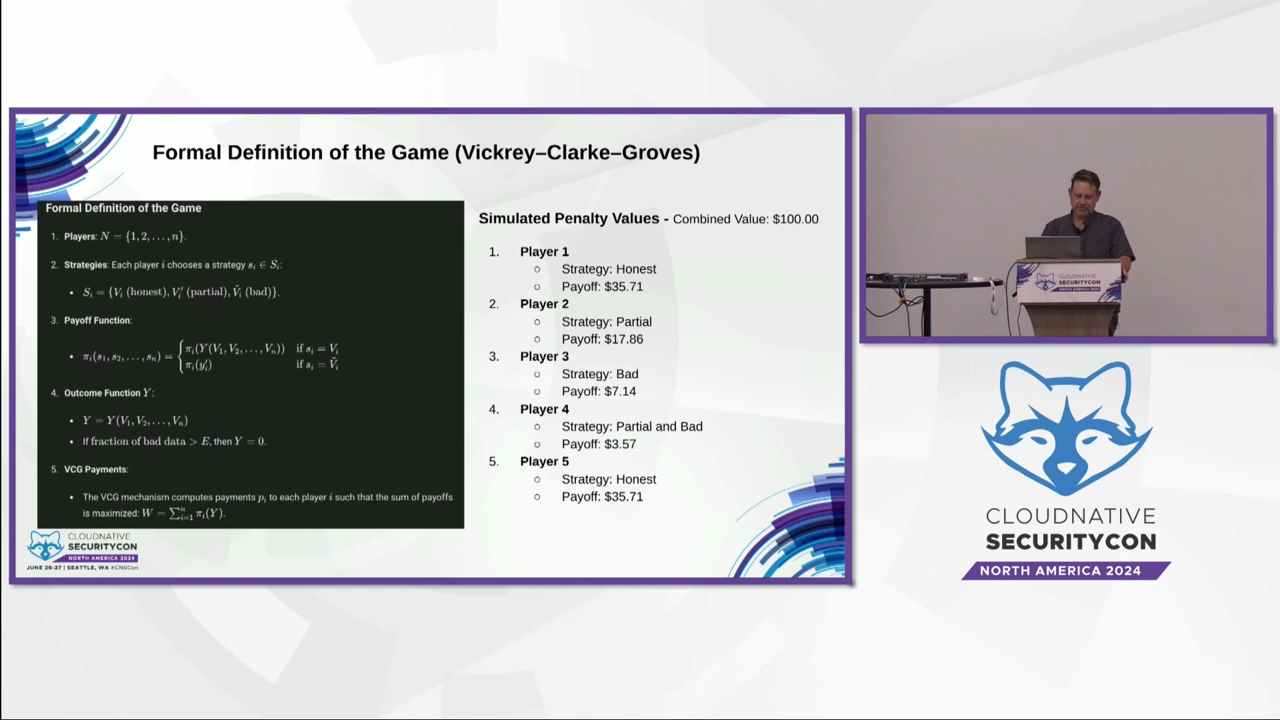 Formal Definition of the Game (Vickrey–Clarke–Groves)
Formal Definition of the Game
1. Players: N = {1, 2, . . . , n}.
2. Strategies: Each player i chooses a strategy sᵢ ∈ Sᵢ:
• Sᵢ = {Vᵢ (honest), Vᵢ′ (partial), Ṽᵢ (bad)}.
3. Payoff Function:
• πᵢ(s₁, s₂, . . . , sₙ) = { πᵢ(Y(V₁, V₂, . . . , Vₙ)) if sᵢ = Vᵢ
πᵢ(yᵢ′) if sᵢ = Ṽᵢ
4. Outcome Function Y:
• Y = Y(V₁, V₂, . . . , Vₙ)
• If fraction of bad data > E, then Y = 0.
5. VCG Payments:
• The VCG mechanism computes payments pᵢ to each player i such that the sum of payoffs
is maximized: W = ∑ⁿᵢ₌₁ πᵢ(Y).
Simulated Penalty Values - Combined Value: $100.00
1. Player 1
○ Strategy: Honest
○ Payoff: $35.71
2. Player 2
○ Strategy: Partial
○ Payoff: $17.86
3. Player 3
○ Strategy: Bad
○ Payoff: $7.14
4. Player 4
○ Strategy: Partial and Bad
○ Payoff: $3.57
5. Player 5
○ Strategy: Honest
○ Payoff: $35.71
CLOUDNATIVE
SECURITYCON
NORTH AMERICA 2024
JUNE 26-27 | SEATTLE, WA #CNSCon
CLOUDNATIVE
SECURITYCON
NORTH AMERICA 2024
CLOUDNATIVE
SECURITYCON
NORTH AMERICA 2024